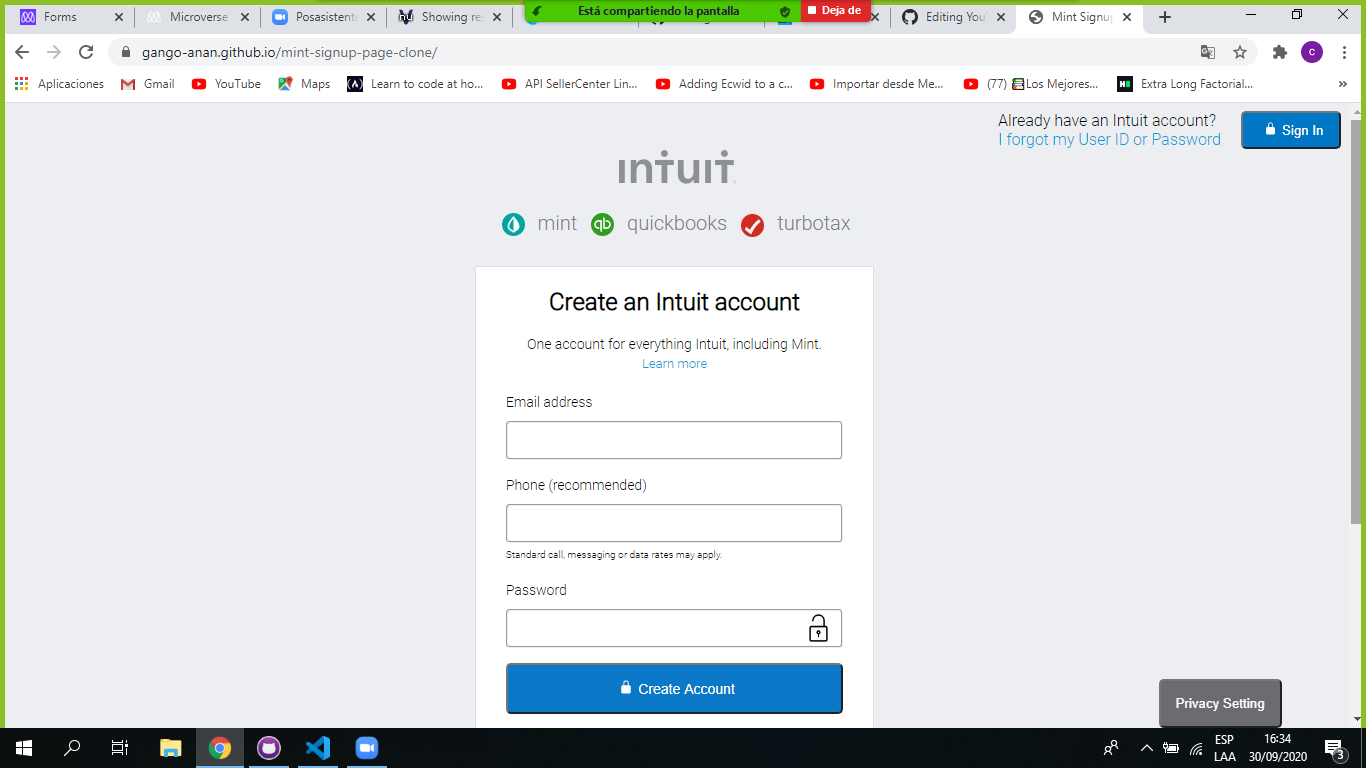 Forms
Microverse
Posasistent
Showing re
Está compartiendo la pantalla
Deja de
Editing You
Mint Signup
gango-anan.github.io/mint-signup-page-clone/
c
Aplicaciones
Gmail
YouTube
Maps
Learn to code at ho...
API SellerCenter Lin...
Adding Ecwid to a c...
Importar desde Me...
(77) Los Mejores...
Extra Long Factorial...
»
Already have an Intuit account?
I forgot my User ID or Password
Sign In
intuit
mint
qb
quickbooks
turbotax
Create an Intuit account
One account for everything Intuit, including Mint.
Learn more
Email address
Phone (recommended)
Standard call, messaging or data rates may apply.
Password
Create Account
Privacy Setting
ESP
LAA
16:34
30/09/2020
3